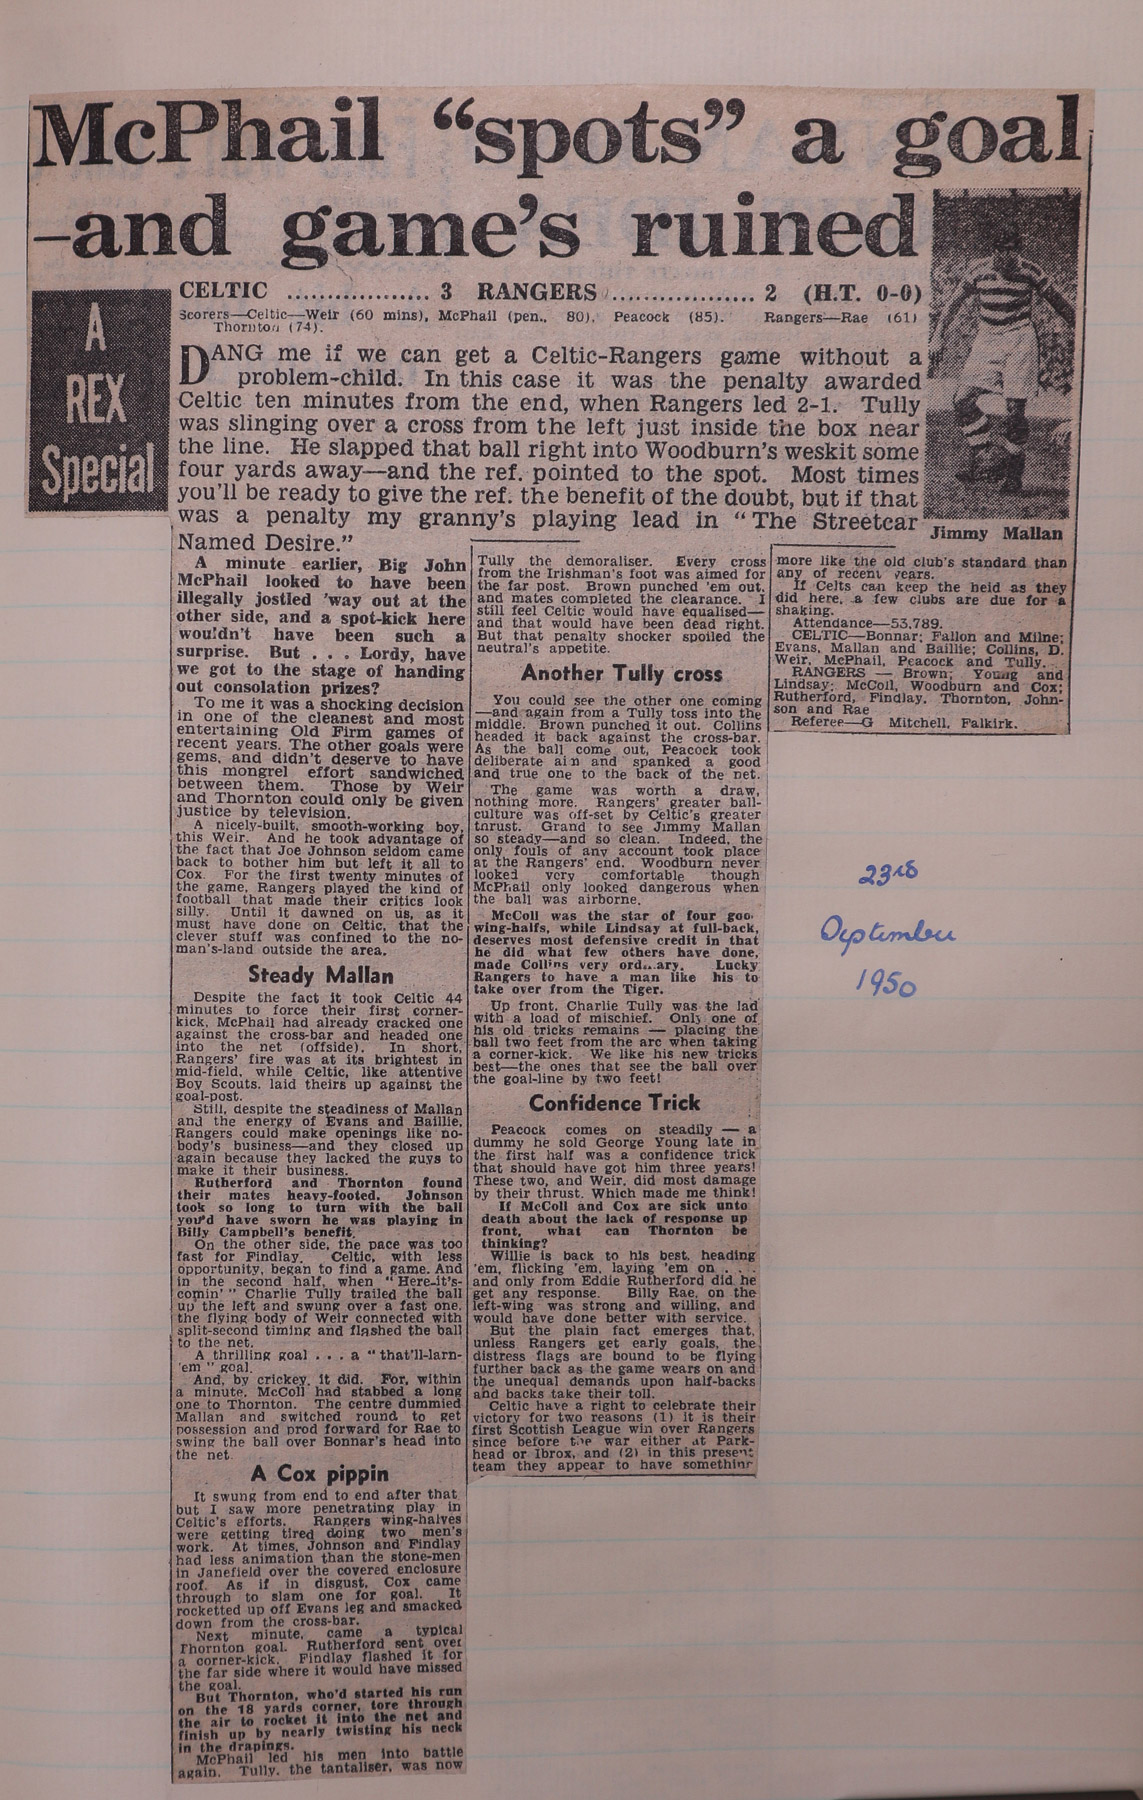 McPhail “spots” a goal
–and game’s ruined
A
REX
Special
CELTIC .................. 3 RANGERS .................. 2 (H.T. 0-0)
Scorers—Celtic—Weir (60 mins), McPhail (pen., 80), Peacock (85). Rangers—Rae (61)
Thornton (74).
DANG me if we can get a Celtic-Rangers game without a
problem-child. In this case it was the penalty awarded
Celtic ten minutes from the end, when Rangers led 2-1. Tully
was slinging over a cross from the left just inside the box near
the line. He slapped that ball right into Woodburn’s weskit some
four yards away—and the ref. pointed to the spot. Most times
you’ll be ready to give the ref. the benefit of the doubt, but if that
was a penalty my granny’s playing lead in “The Streetcar
Named Desire.”
Jimmy Mallan
A minute earlier, Big John
McPhail looked to have been
illegally jostled ’way out at the
other side, and a spot-kick here
wouldn’t have been such a
surprise. But . . . Lordy, have
we got to the stage of handing
out consolation prizes?
To me it was a shocking decision
in one of the cleanest and most
entertaining Old Firm games of
recent years. The other goals were
gems, and didn’t deserve to have
this mongrel effort sandwiched
between them. Those by Weir
and Thornton could only be given
justice by television.
A nicely-built, smooth-working boy,
this Weir. And he took advantage of
the fact that Joe Johnson seldom came
back to bother him but left it all to
Cox. For the first twenty minutes of
the game, Rangers played the kind of
football that made their critics look
silly. Until it dawned on us, as it
must have done on Celtic, that the
clever stuff was confined to the no-
man’s-land outside the area.
Steady Mallan
Despite the fact it took Celtic 44
minutes to force their first corner-
kick, McPhail had already cracked one
against the cross-bar and headed one
into the net (offside). In short,
Rangers’ fire was at its brightest in
mid-field, while Celtic, like attentive
Boy Scouts, laid theirs up against the
goal-post.
Still, despite the steadiness of Mallan
and the energy of Evans and Baillie,
Rangers could make openings like no-
body’s business—and they closed up
again because they lacked the guys to
make it their business.
Rutherford and Thornton found
their mates heavy-footed. Johnson
took so long to turn with the ball
you’d have sworn he was playing in
Billy Campbell’s benefit.
On the other side, the pace was too
fast for Findlay. Celtic, with less
opportunity, began to find a game. And
in the second half, when “Here-it’s-
comin’” Charlie Tully trailed the ball
up the left and swung over a fast one,
the flying body of Weir connected with
split-second timing and flashed the ball
to the net.
A thrilling goal . . . a “that’ll-larn-
’em” goal.
And, by crickey, it did. For, within
a minute, McColl had stabbed a long
one to Thornton. The centre dummied
Mallan and switched round to get
possession and prod forward for Rae to
swing the ball over Bonnar’s head into
the net.
A Cox pippin
It swung from end to end after that
but I saw more penetrating play in
Celtic’s efforts. Rangers wing-halves
were getting tired doing two men’s
work. At times, Johnson and Findlay
had less animation than the stone-men
in Janefield over the covered enclosure
roof. As if in disgust, Cox came
through to slam one for goal. It
rocketted up off Evans leg and smacked
down from the cross-bar.
Next minute, came a typical
Thornton goal. Rutherford sent over
a corner-kick. Findlay flashed it for
the far side where it would have missed
the goal.
But Thornton, who’d started his run
on the 18 yards corner, tore through
the air to rocket it into the net and
finish up by nearly twisting his neck
in the drapings.
McPhail led his men into battle
again. Tully, the tantaliser, was now
Tully the demoraliser. Every cross
from the Irishman’s foot was aimed for
the far post. Brown punched ’em out,
and mates completed the clearance. I
still feel Celtic would have equalised—
and that would have been dead right.
But that penalty shocker spoiled the
neutral’s appetite.
Another Tully cross
You could see the other one coming
—and again from a Tully toss into the
middle. Brown punched it out. Collins
headed it back against the cross-bar.
As the ball come out, Peacock took
deliberate aim and spanked a good
and true one to the back of the net.
The game was worth a draw,
nothing more. Rangers’ greater ball-
culture was off-set by Celtic’s greater
thrust. Grand to see Jimmy Mallan
so steady—and so clean. Indeed, the
only fouls of any account took place
at the Rangers’ end. Woodburn never
looked very comfortable though
McPhail only looked dangerous when
the ball was airborne.
McColl was the star of four goo
wing-halfs, while Lindsay at full-back,
deserves most defensive credit in that
he did what few others have done,
made Collins very ord...ary. Lucky
Rangers to have a man like his to
take over from the Tiger.
Up front, Charlie Tully was the lad
with a load of mischief. Only one of
his old tricks remains — placing the
ball two feet from the arc when taking
a corner-kick. We like his new tricks
best—the ones that see the ball over
the goal-line by two feet!
Confidence Trick
Peacock comes on steadily — a
dummy he sold George Young late in
the first half was a confidence trick
that should have got him three years!
These two, and Weir, did most damage
by their thrust. Which made me think!
If McColl and Cox are sick unto
death about the lack of response up
front, what can Thornton be
thinking?
Willie is back to his best, heading
’em, flicking ’em, laying ’em on . . .
and only from Eddie Rutherford did he
get any response. Billy Rae, on the
left-wing was strong and willing, and
would have done better with service.
But the plain fact emerges that,
unless Rangers get early goals, the
distress flags are bound to be flying
further back as the game wears on and
the unequal demands upon half-backs
and backs take their toll.
Celtic have a right to celebrate their
victory for two reasons (1) it is their
first Scottish League win over Rangers
since before the war either at Park-
head or Ibrox, and (2) in this present
team they appear to have something
more like the old club’s standard than
any of recent years.
If Celts can keep the heid as they
did here, a few clubs are due for a
shaking.
Attendance—53,789.
CELTIC—Bonnar; Fallon and Milne;
Evans, Mallan and Baillie; Collins, D.
Weir, McPhail, Peacock and Tully.
RANGERS — Brown; Young and
Lindsay; McColl, Woodburn and Cox;
Rutherford, Findlay, Thornton, John-
son and Rae
Referee—G Mitchell, Falkirk.
23rd
September
1950